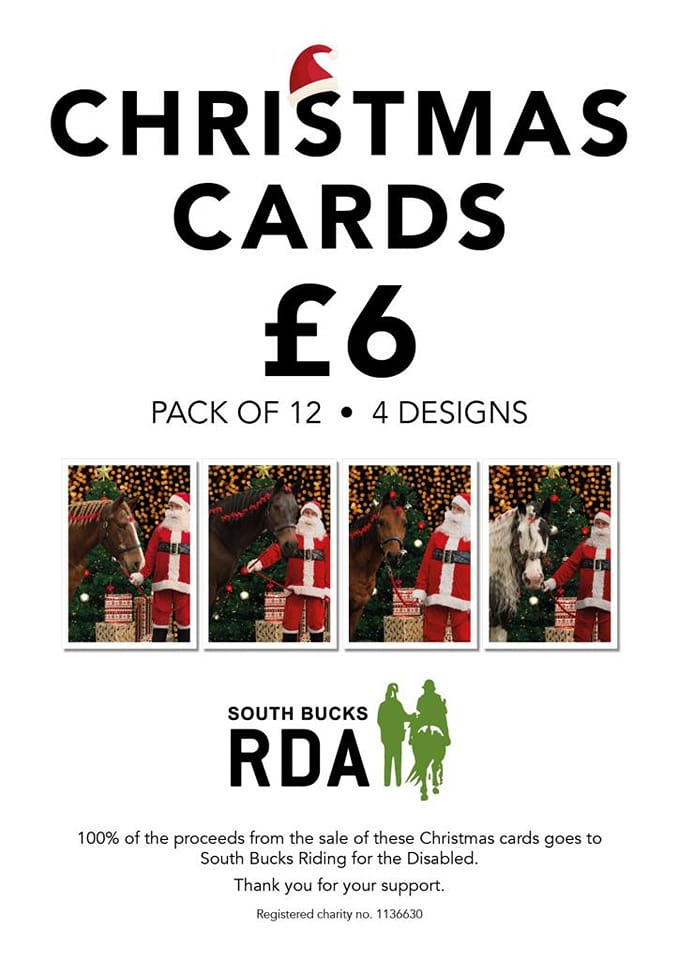 CHRISTMAS
CARDS
£6
PACK OF 12 • 4 DESIGNS
SOUTH BUCKS
RDA
100% of the proceeds from the sale of these Christmas cards goes to
South Bucks Riding for the Disabled.
Thank you for your support.
Registered charity no. 1136630